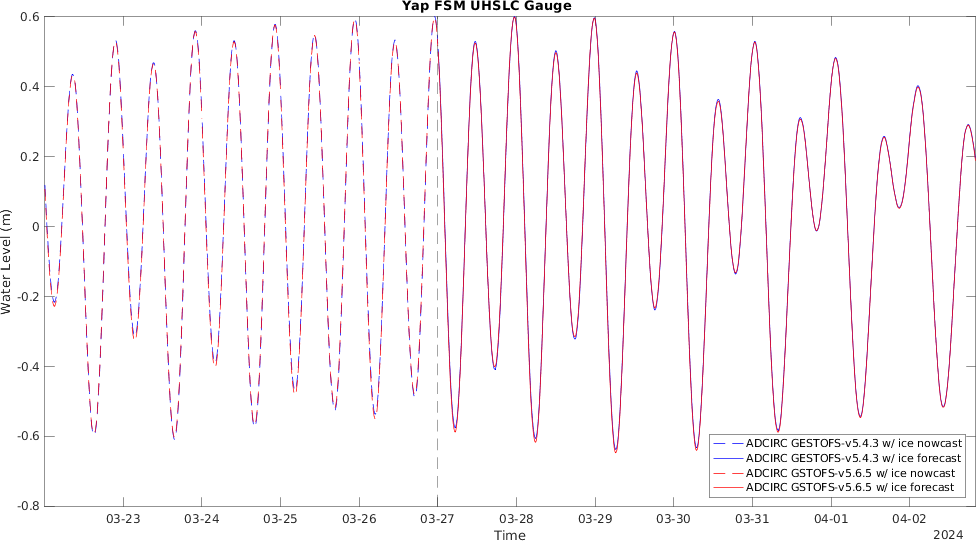 Yap FSM UHSLC Gauge
0.6
0.4
0.2
0
-0.2
-0.4
-0.6
-0.8
Water Level (m)
ADCIRC GESTOFS-v5.4.3 w/ ice nowcast
ADCIRC GESTOFS-v5.4.3 w/ ice forecast
ADCIRC GSTOFS-v5.6.5 w/ ice nowcast
ADCIRC GSTOFS-v5.6.5 w/ ice forecast
03-23 03-24 03-25 03-26 03-27 03-28 03-29 03-30 03-31 04-01 04-02
Time
2024